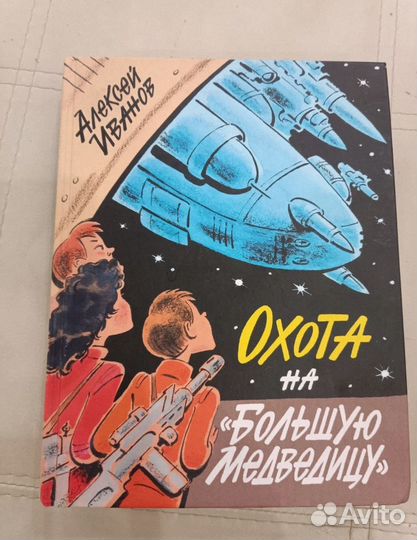 Алексей
Иванов
Охота
на
«Большую
Медведицу»
Avito